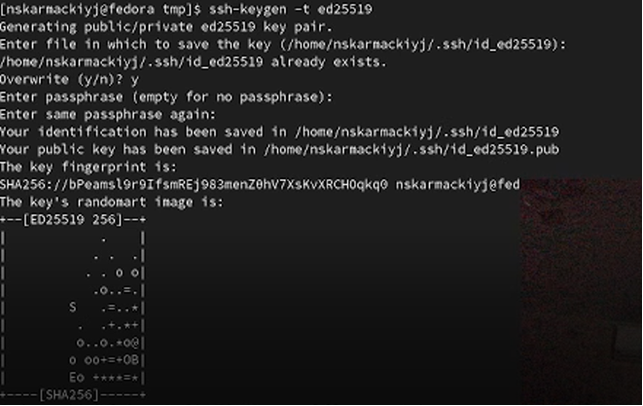 [nskarmackiyj@fedora tmp]$ ssh-keygen -t ed25519
Generating public/private ed25519 key pair.
Enter file in which to save the key (/home/nskarmackiyj/.ssh/id_ed25519):
/home/nskarmackiyj/.ssh/id_ed25519 already exists.
Overwrite (y/n)? y
Enter passphrase (empty for no passphrase):
Enter same passphrase again:
Your identification has been saved in /home/nskarmackiyj/.ssh/id_ed25519
Your public key has been saved in /home/nskarmackiyj/.ssh/id_ed25519.pub
The key fingerprint is:
SHA256://bPeamsl9r9IfsmREj983menZ0hV7XsKvXRCHOqkq0 nskarmackiyj@fed
The key's randomart image is:
+--[ED25519 256]--+
|            .    |
|           . .  .|
|          . . o o|
|           .o..=.|
|        S   .=..*|
|         .  .+.*+|
|         o..o.*o@|
|        o oo+=+OB|
|        Eo +***=*|
+----[SHA256]-----+